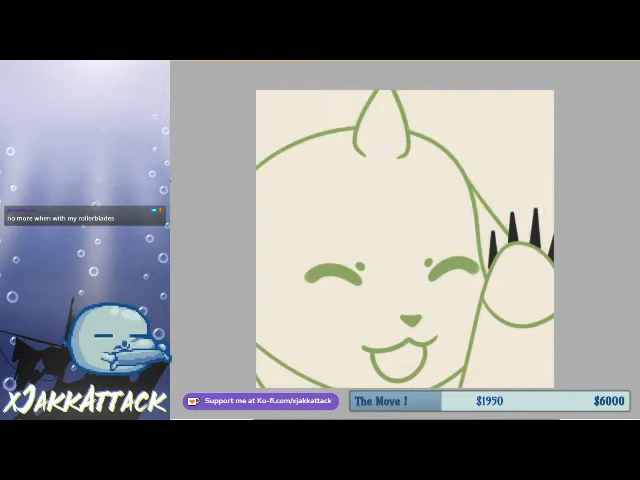 no more when with my rollerblades
xJakkAttack
Support me at Ko-fi.com/xjakkattack
The Move !
$1950
$6000